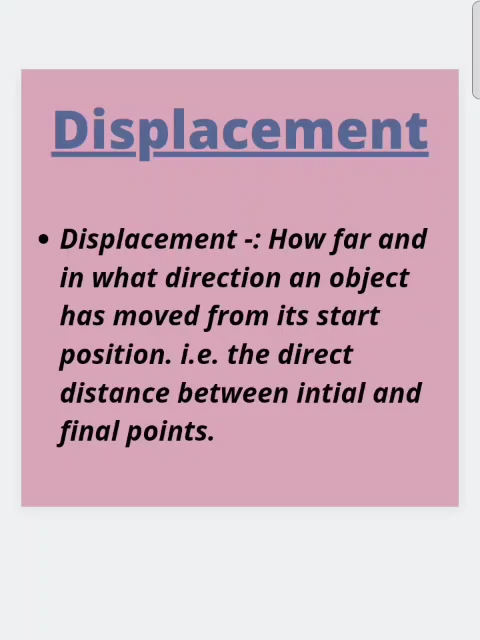 Displacement
• Displacement -: How far and
in what direction an object
has moved from its start
position. i.e. the direct
distance between intial and
final points.